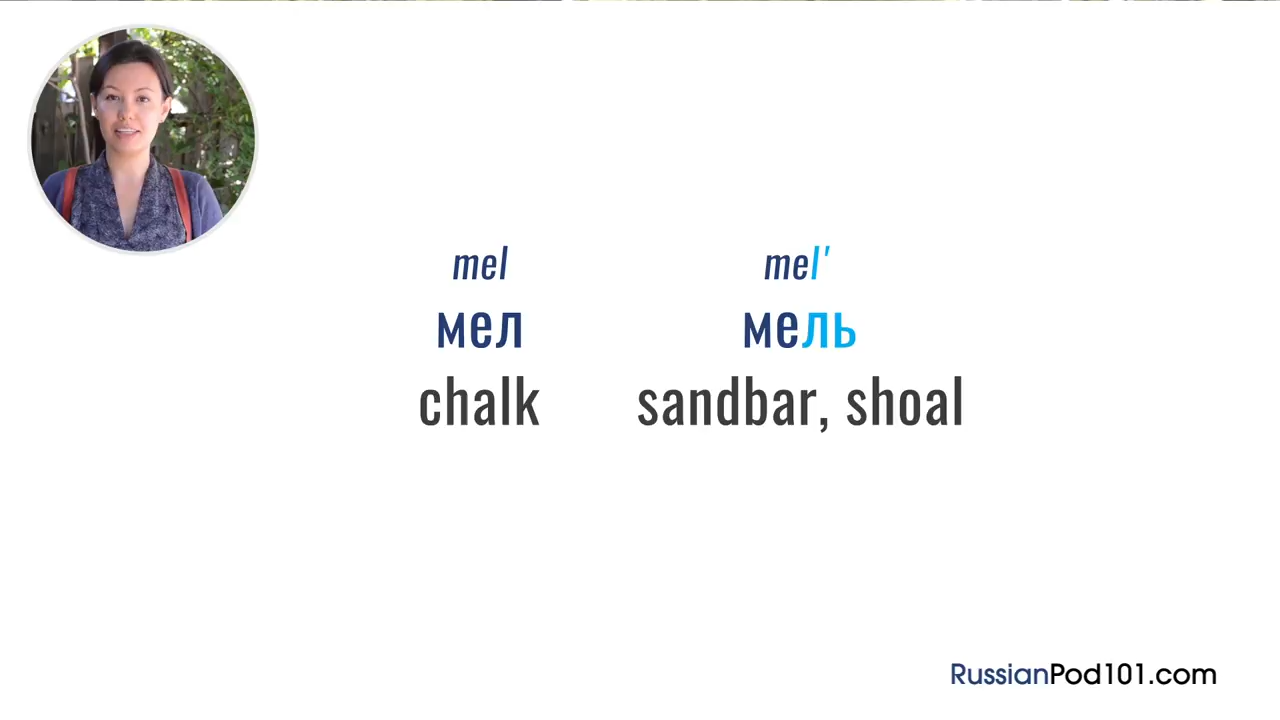 mel mel'
мел мель
chalk sandbar, shoal
RussianPod101.com